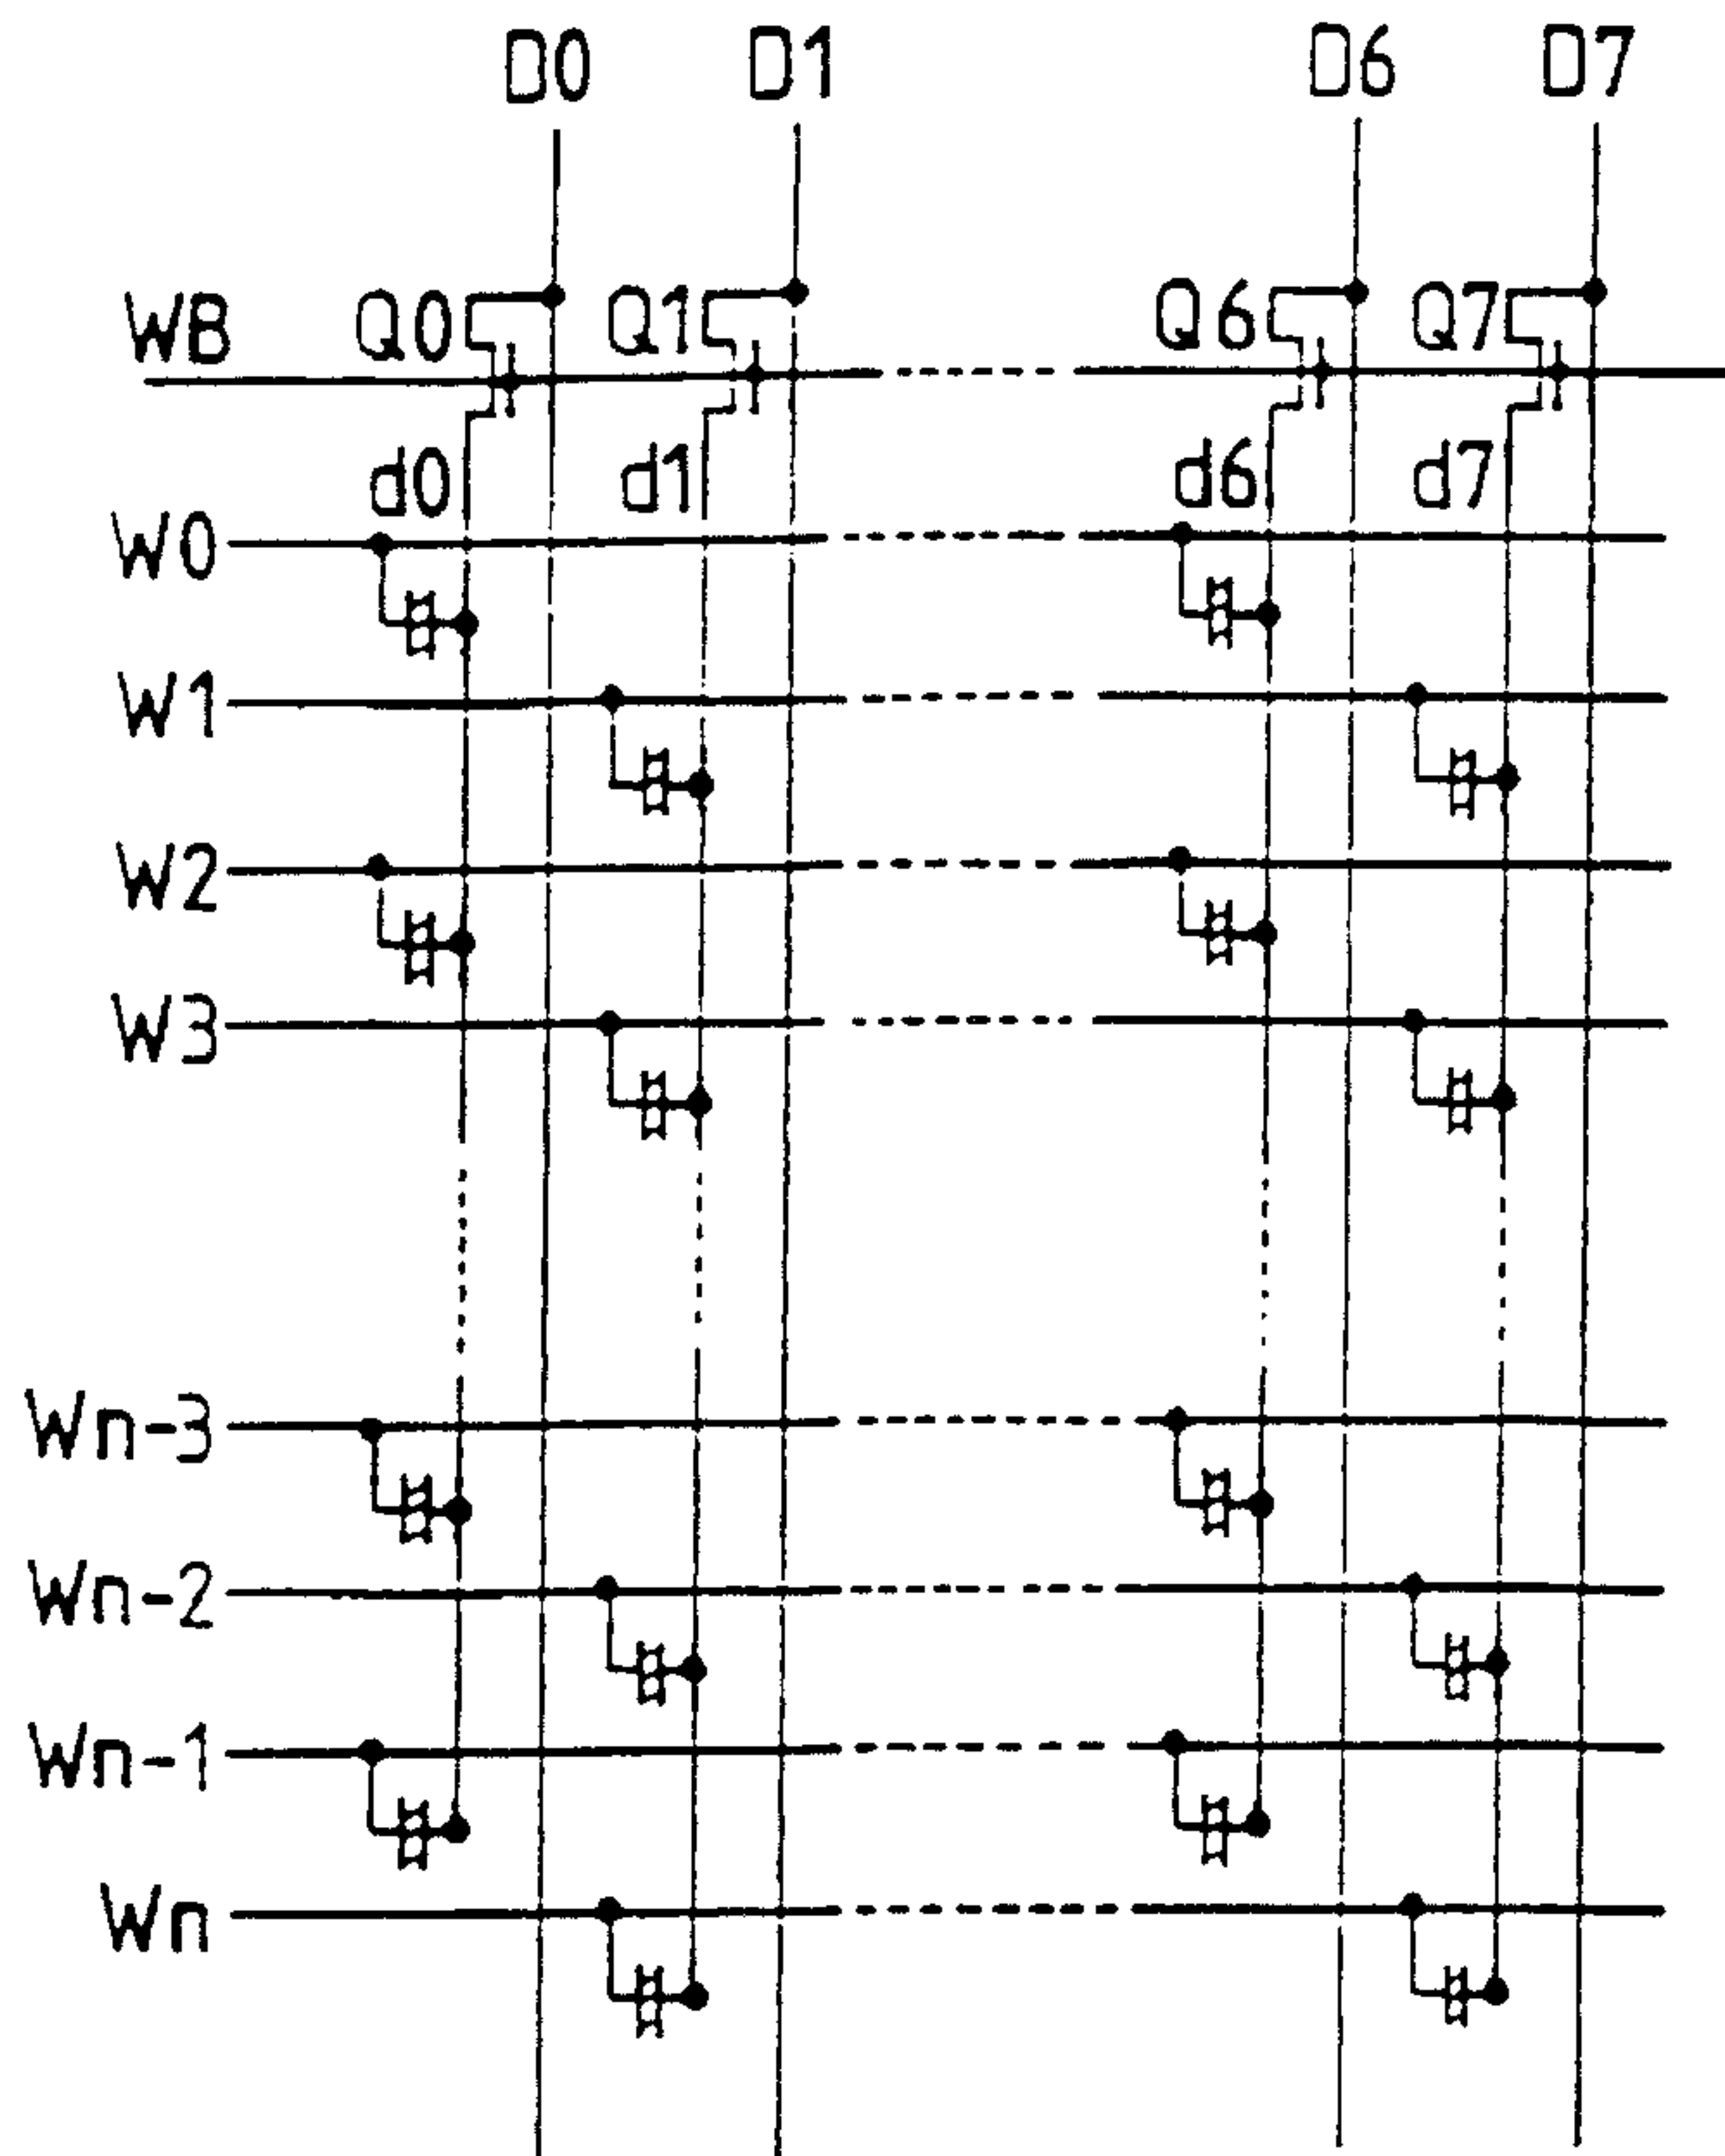 D0 D1 D6 D7
WB Q0 Q1 Q6 Q7
d0 d1 d6 d7
W0
W1
W2
W3
Wn-3
Wn-2
Wn-1
Wn